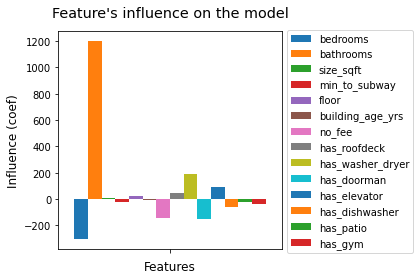 Feature's influence on the model
1200
1000
800
600
400
200
0
−200
Influence (coef)
Features
bedrooms
bathrooms
size_sqft
min_to_subway
floor
building_age_yrs
no_fee
has_roofdeck
has_washer_dryer
has_doorman
has_elevator
has_dishwasher
has_patio
has_gym